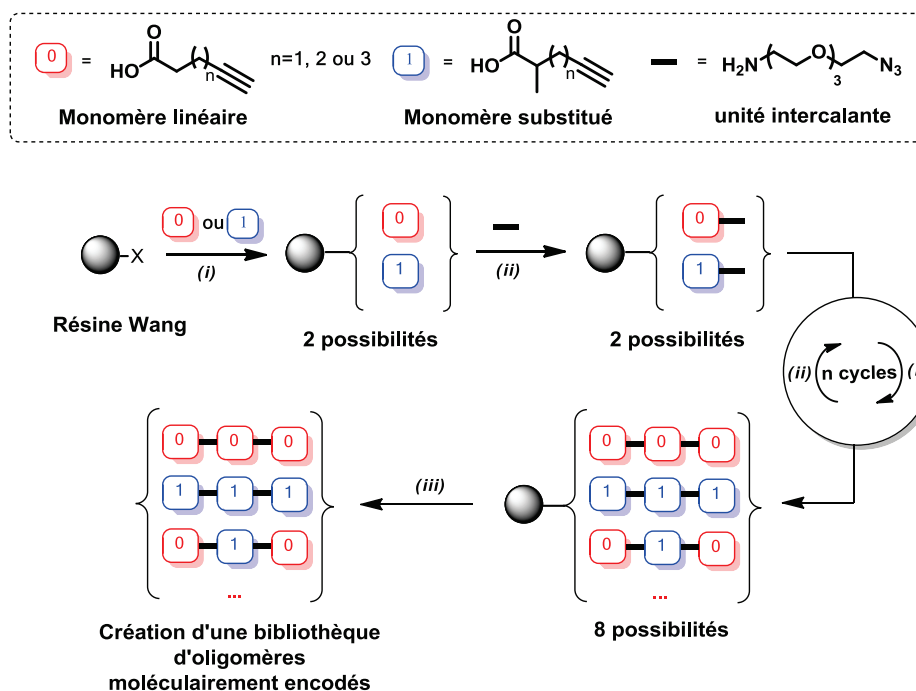 0 = HO O n n=1, 2 ou 3 1 = HO O n = H₂N O 3 N₃
Monomère linéaire Monomère substitué unité intercalante
0 ou 1
X
(i) (ii)
0 0
1 1
Résine Wang
2 possibilités 2 possibilités
(ii) n cycles
0 0 0 0 0 0
(iii)
1 1 1 1 1 1
0 1 0 0 1 0
... ...
8 possibilités
Création d'une bibliothèque
d'oligomères
moléculairement encodés